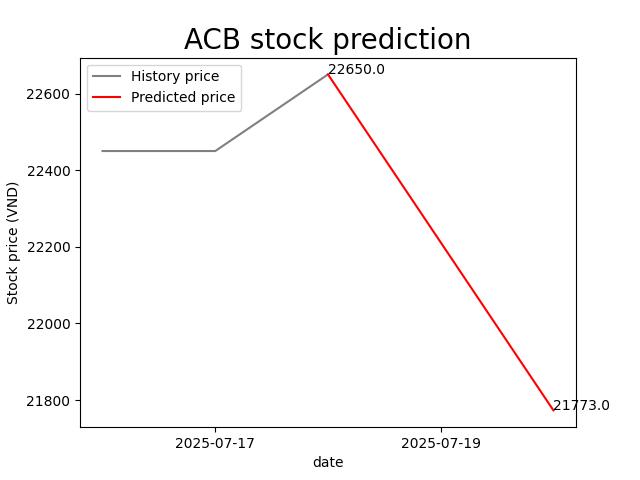 ACB stock prediction
History price
Predicted price
22650.0
21773.0
22600
22400
22200
22000
21800
Stock price (VND)
2025-07-17
2025-07-19
date